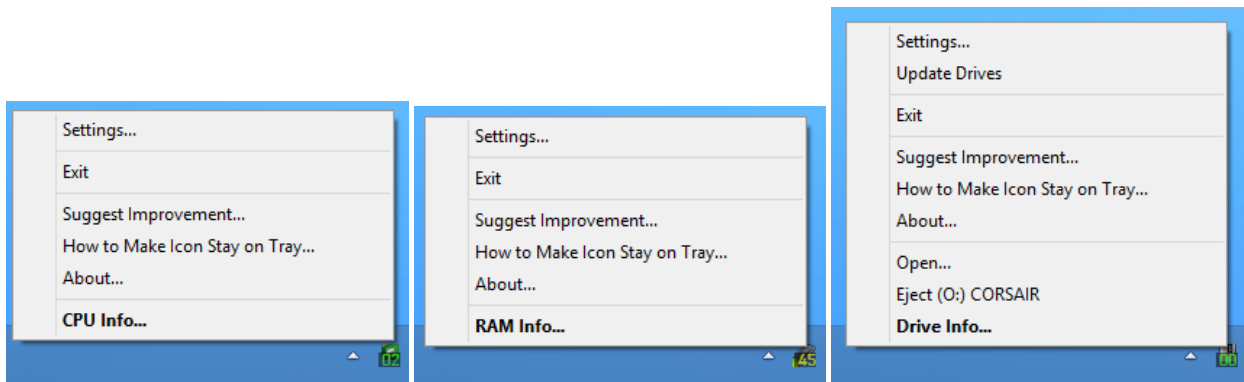 Settings...
Exit
Suggest Improvement...
How to Make Icon Stay on Tray...
About...
CPU Info...
02
Settings...
Exit
Suggest Improvement...
How to Make Icon Stay on Tray...
About...
RAM Info...
45
Settings...
Update Drives
Exit
Suggest Improvement...
How to Make Icon Stay on Tray...
About...
Open...
Eject (O:) CORSAIR
Drive Info...
00